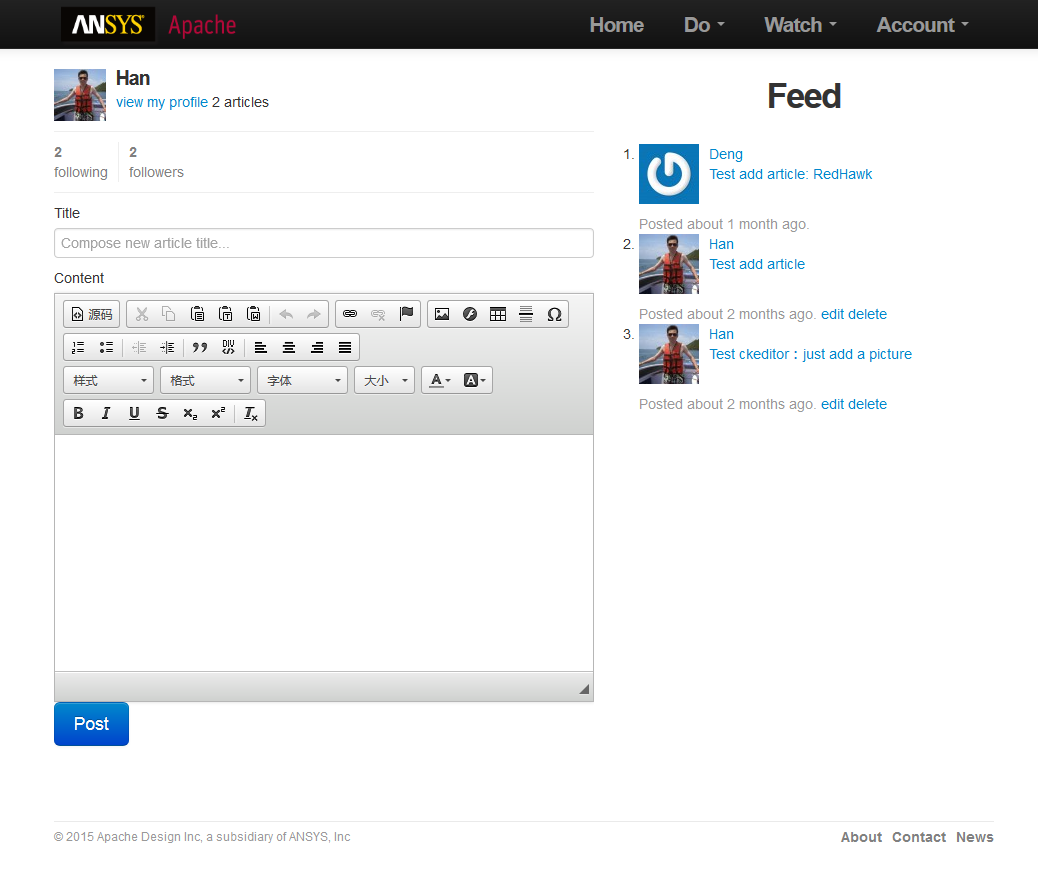 ANSYS Apache Home Do Watch Account
Han
view my profile 2 articles
2 2
following followers
Title
Compose new article title...
Content
源码
样式 格式 字体 大小 A A
B I U S x₂ x² Tx
Post
Feed
1. Deng
Test add article: RedHawk
Posted about 1 month ago.
2. Han
Test add article
Posted about 2 months ago. edit delete
3. Han
Test ckeditor：just add a picture
Posted about 2 months ago. edit delete
© 2015 Apache Design Inc, a subsidiary of ANSYS, Inc
About Contact News